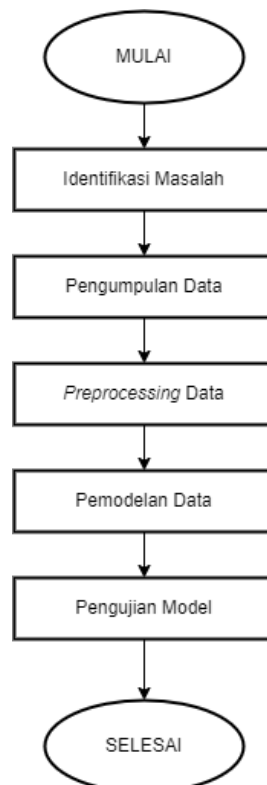 MULAI
Identifikasi Masalah
Pengumpulan Data
Preprocessing Data
Pemodelan Data
Pengujian Model
SELESAI